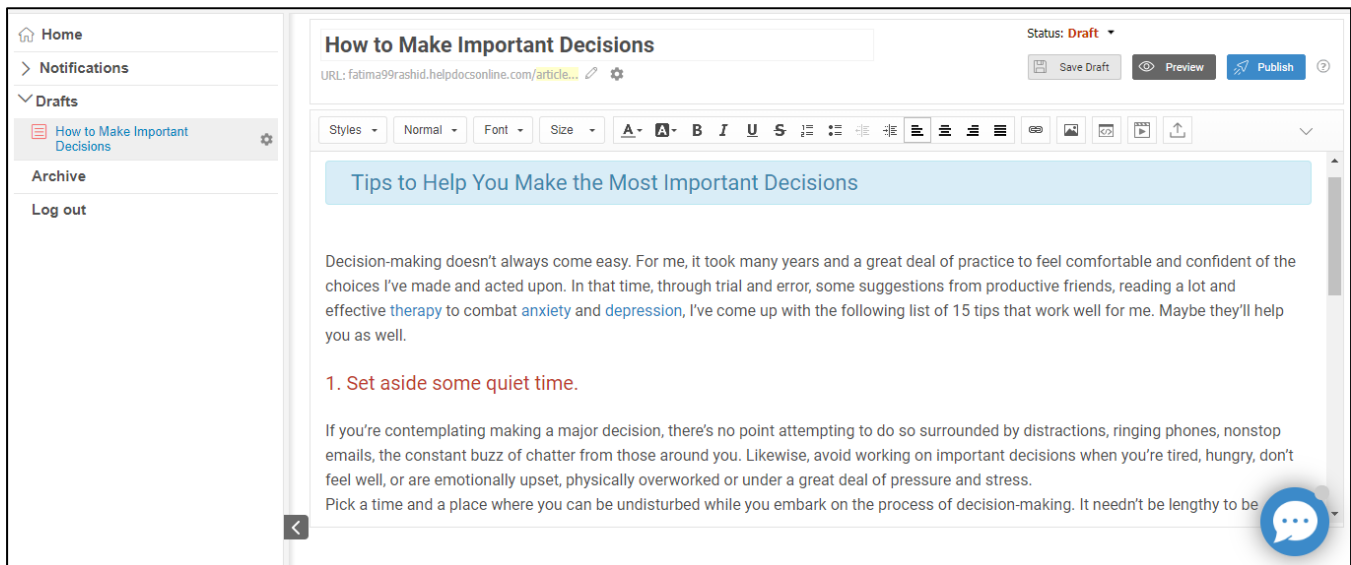 Home
Notifications
Drafts
How to Make Important
Decisions
Archive
Log out
How to Make Important Decisions
URL: fatima99rashid.helpdocsonline.com/article...
Status: Draft
Save Draft
Preview
Publish
Styles
Normal
Font
Size
Tips to Help You Make the Most Important Decisions
Decision-making doesn’t always come easy. For me, it took many years and a great deal of practice to feel comfortable and confident of the
choices I’ve made and acted upon. In that time, through trial and error, some suggestions from productive friends, reading a lot and
effective therapy to combat anxiety and depression, I’ve come up with the following list of 15 tips that work well for me. Maybe they’ll help
you as well.
1. Set aside some quiet time.
If you’re contemplating making a major decision, there’s no point attempting to do so surrounded by distractions, ringing phones, nonstop
emails, the constant buzz of chatter from those around you. Likewise, avoid working on important decisions when you’re tired, hungry, don’t
feel well, or are emotionally upset, physically overworked or under a great deal of pressure and stress.
Pick a time and a place where you can be undisturbed while you embark on the process of decision-making. It needn’t be lengthy to be